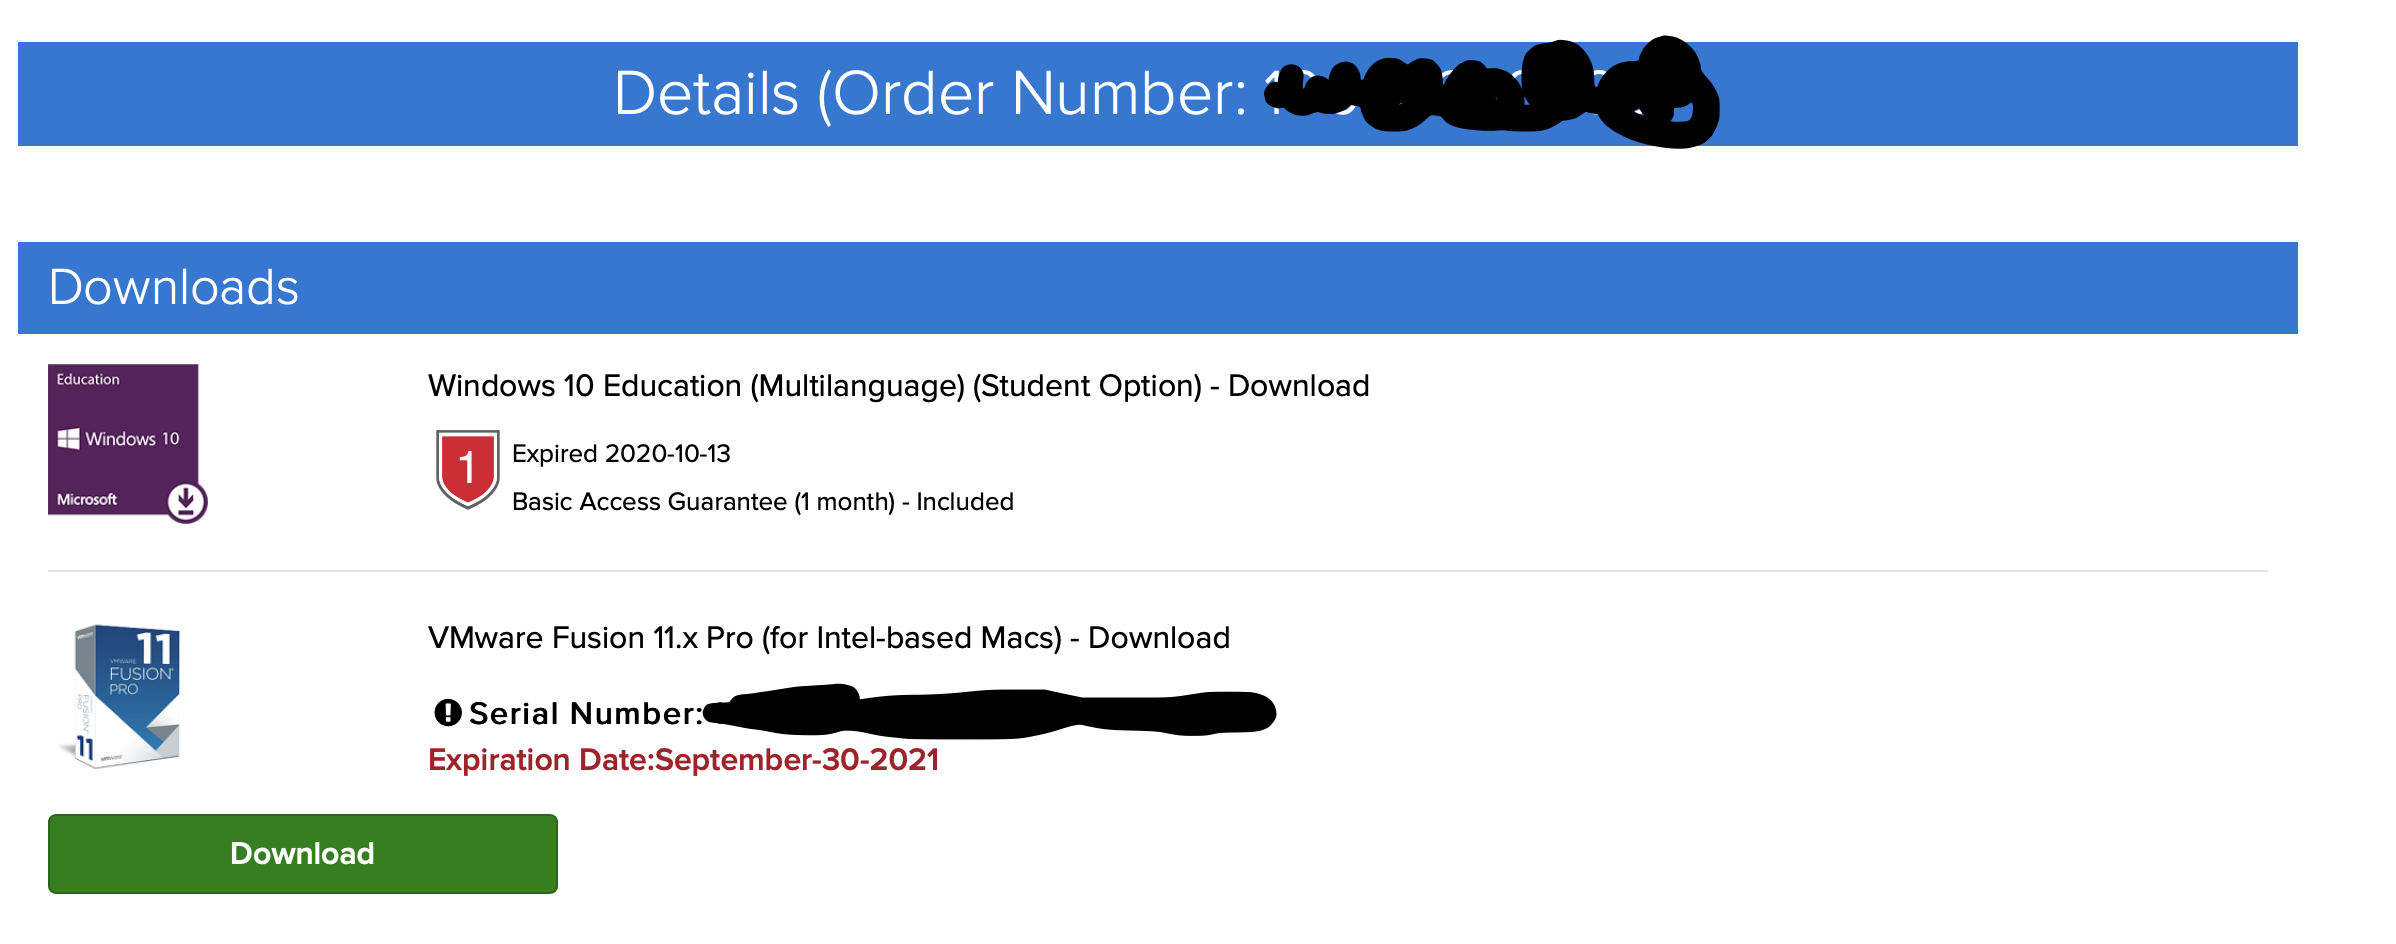 Details (Order Number:
Downloads
Education
Windows 10
Microsoft
Windows 10 Education (Multilanguage) (Student Option) - Download
1
Expired 2020-10-13
Basic Access Guarantee (1 month) - Included
11
VMWARE
FUSION
PRO
FUSION
PRO
11
VMware Fusion 11.x Pro (for Intel-based Macs) - Download
Serial Number:
Expiration Date:September-30-2021
Download